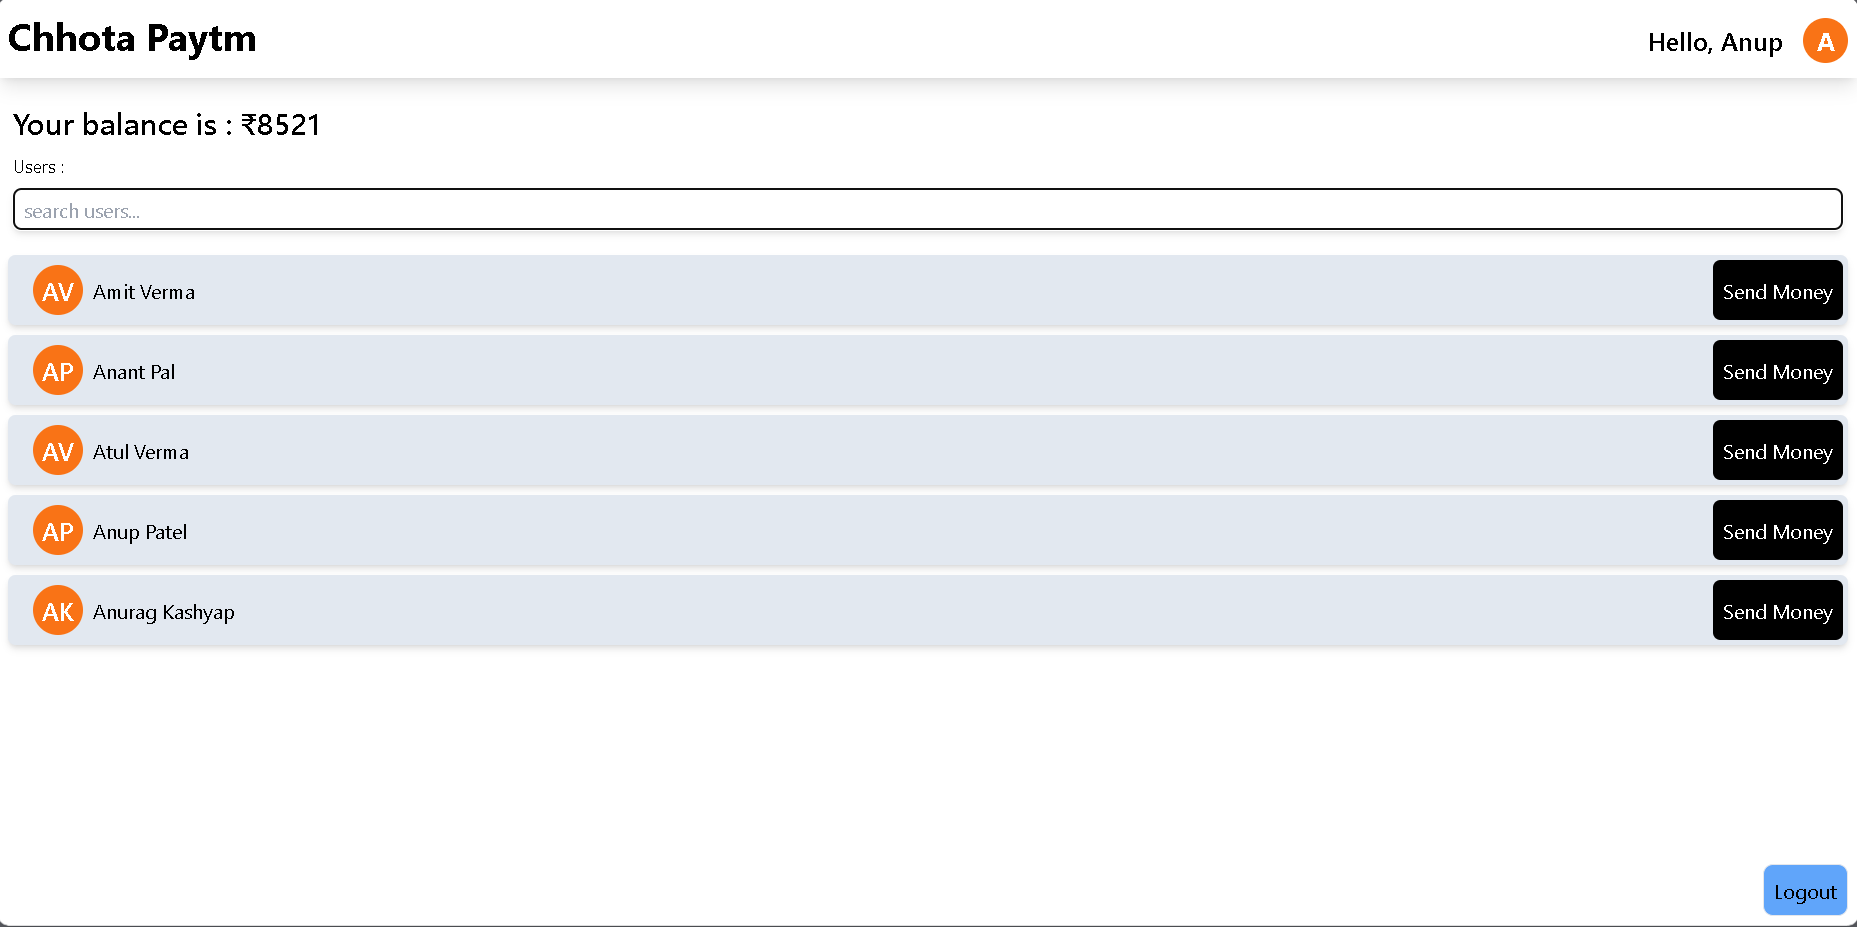 Chhota Paytm
Hello, Anup A
Your balance is : ₹8521
Users :
search users...
AV Amit Verma Send Money
AP Anant Pal Send Money
AV Atul Verma Send Money
AP Anup Patel Send Money
AK Anurag Kashyap Send Money
Logout